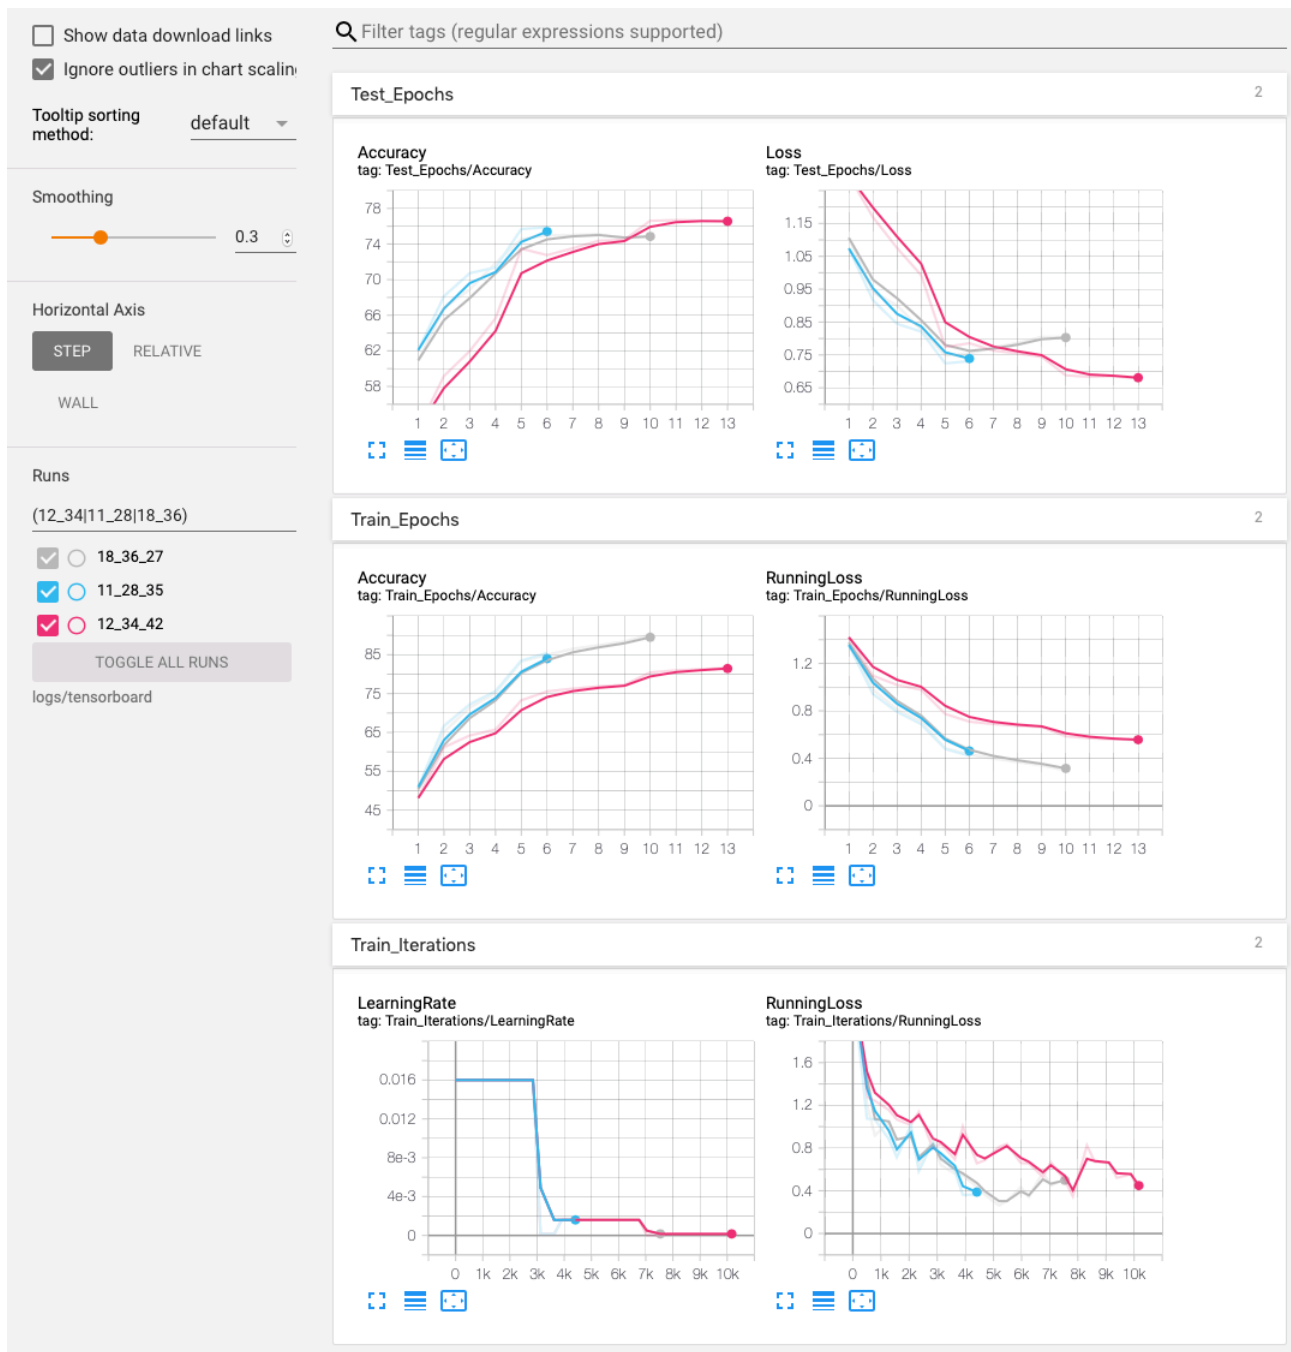 Show data download links
Ignore outliers in chart scaling
Tooltip sorting
method:
default
Smoothing
0.3
Horizontal Axis
STEP RELATIVE
WALL
Runs
(12_34|11_28|18_36)
18_36_27
11_28_35
12_34_42
TOGGLE ALL RUNS
logs/tensorboard
Filter tags (regular expressions supported)
Test_Epochs 2
Accuracy
tag: Test_Epochs/Accuracy
78
74
70
66
62
58
1 2 3 4 5 6 7 8 9 10 11 12 13
Loss
tag: Test_Epochs/Loss
1.15
1.05
0.95
0.85
0.75
0.65
1 2 3 4 5 6 7 8 9 10 11 12 13
Train_Epochs 2
Accuracy
tag: Train_Epochs/Accuracy
85
75
65
55
45
1 2 3 4 5 6 7 8 9 10 11 12 13
RunningLoss
tag: Train_Epochs/RunningLoss
1.2
0.8
0.4
0
1 2 3 4 5 6 7 8 9 10 11 12 13
Train_Iterations 2
LearningRate
tag: Train_Iterations/LearningRate
0.016
0.012
8e-3
4e-3
0
0 1k 2k 3k 4k 5k 6k 7k 8k 9k 10k
RunningLoss
tag: Train_Iterations/RunningLoss
1.6
1.2
0.8
0.4
0
0 1k 2k 3k 4k 5k 6k 7k 8k 9k 10k